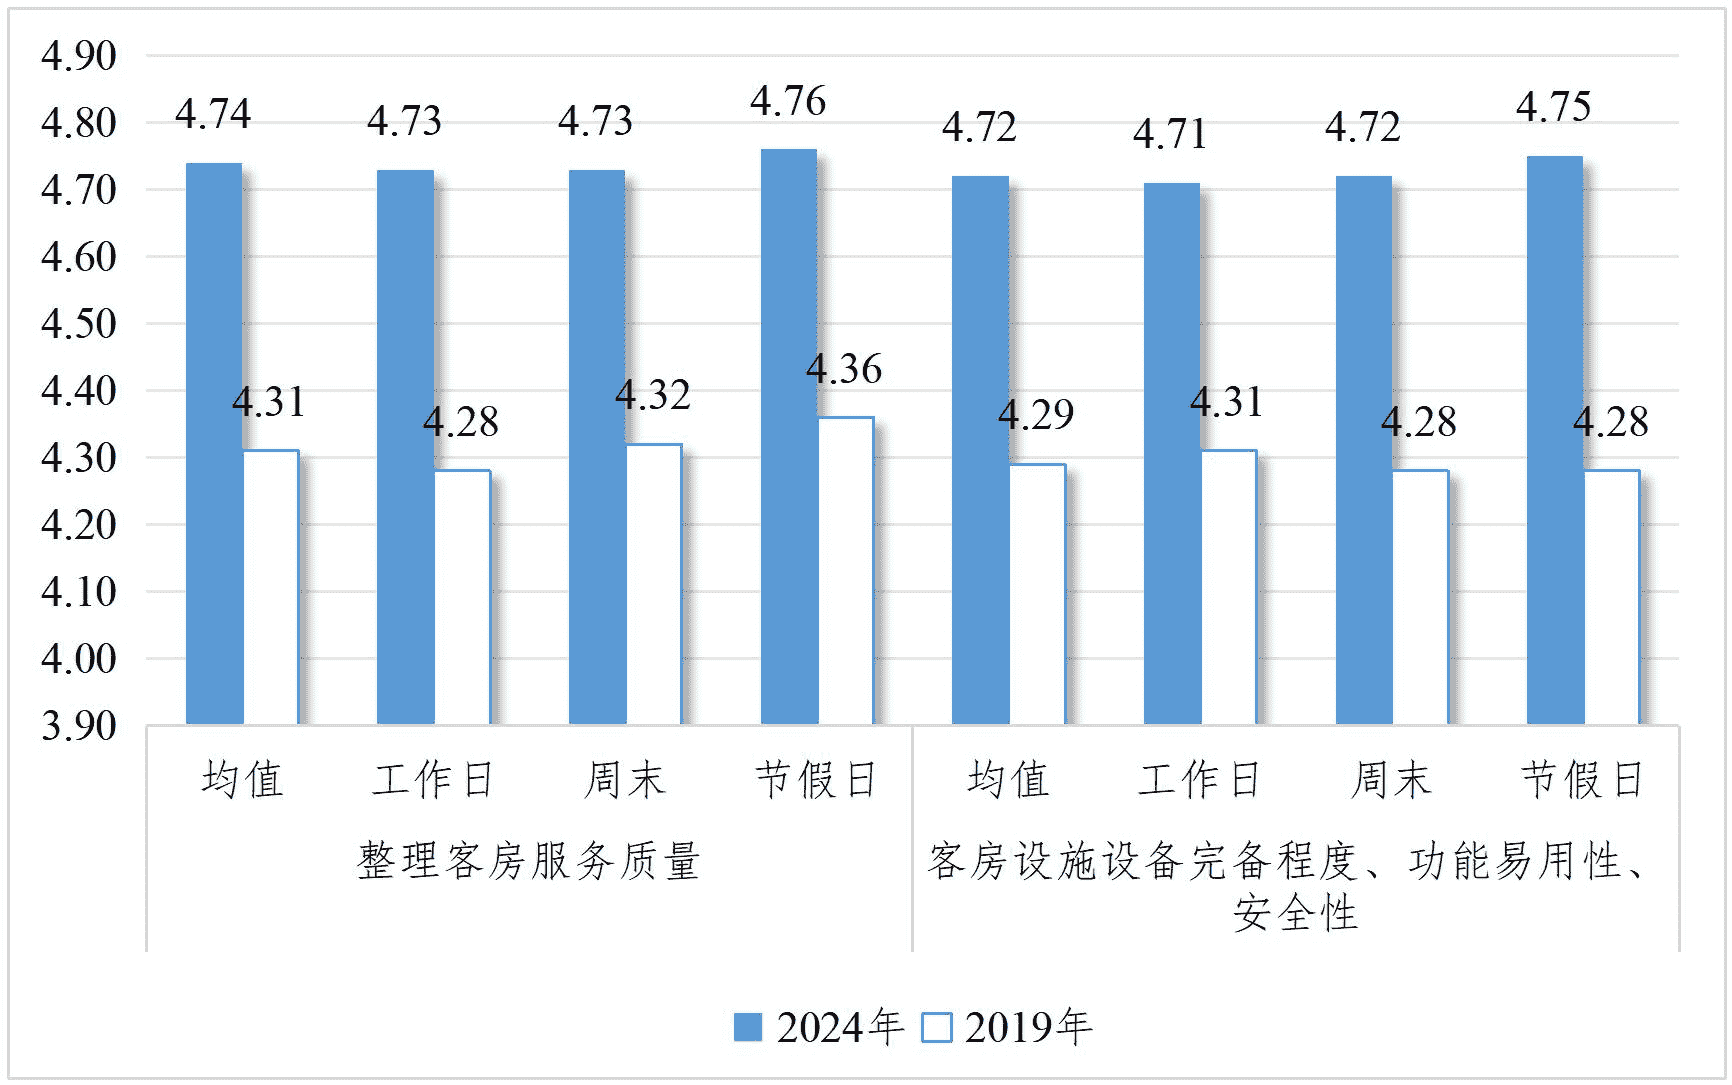 4.90
4.80
4.70
4.60
4.50
4.40
4.30
4.20
4.10
4.00
3.90
4.74
4.31
4.73
4.28
4.73
4.32
4.76
4.36
4.72
4.29
4.71
4.31
4.72
4.28
4.75
4.28
均值
工作日
周末
节假日
均值
工作日
周末
节假日
整理客房服务质量
客房设施设备完备程度、功能易用性、
安全性
2024年
2019年